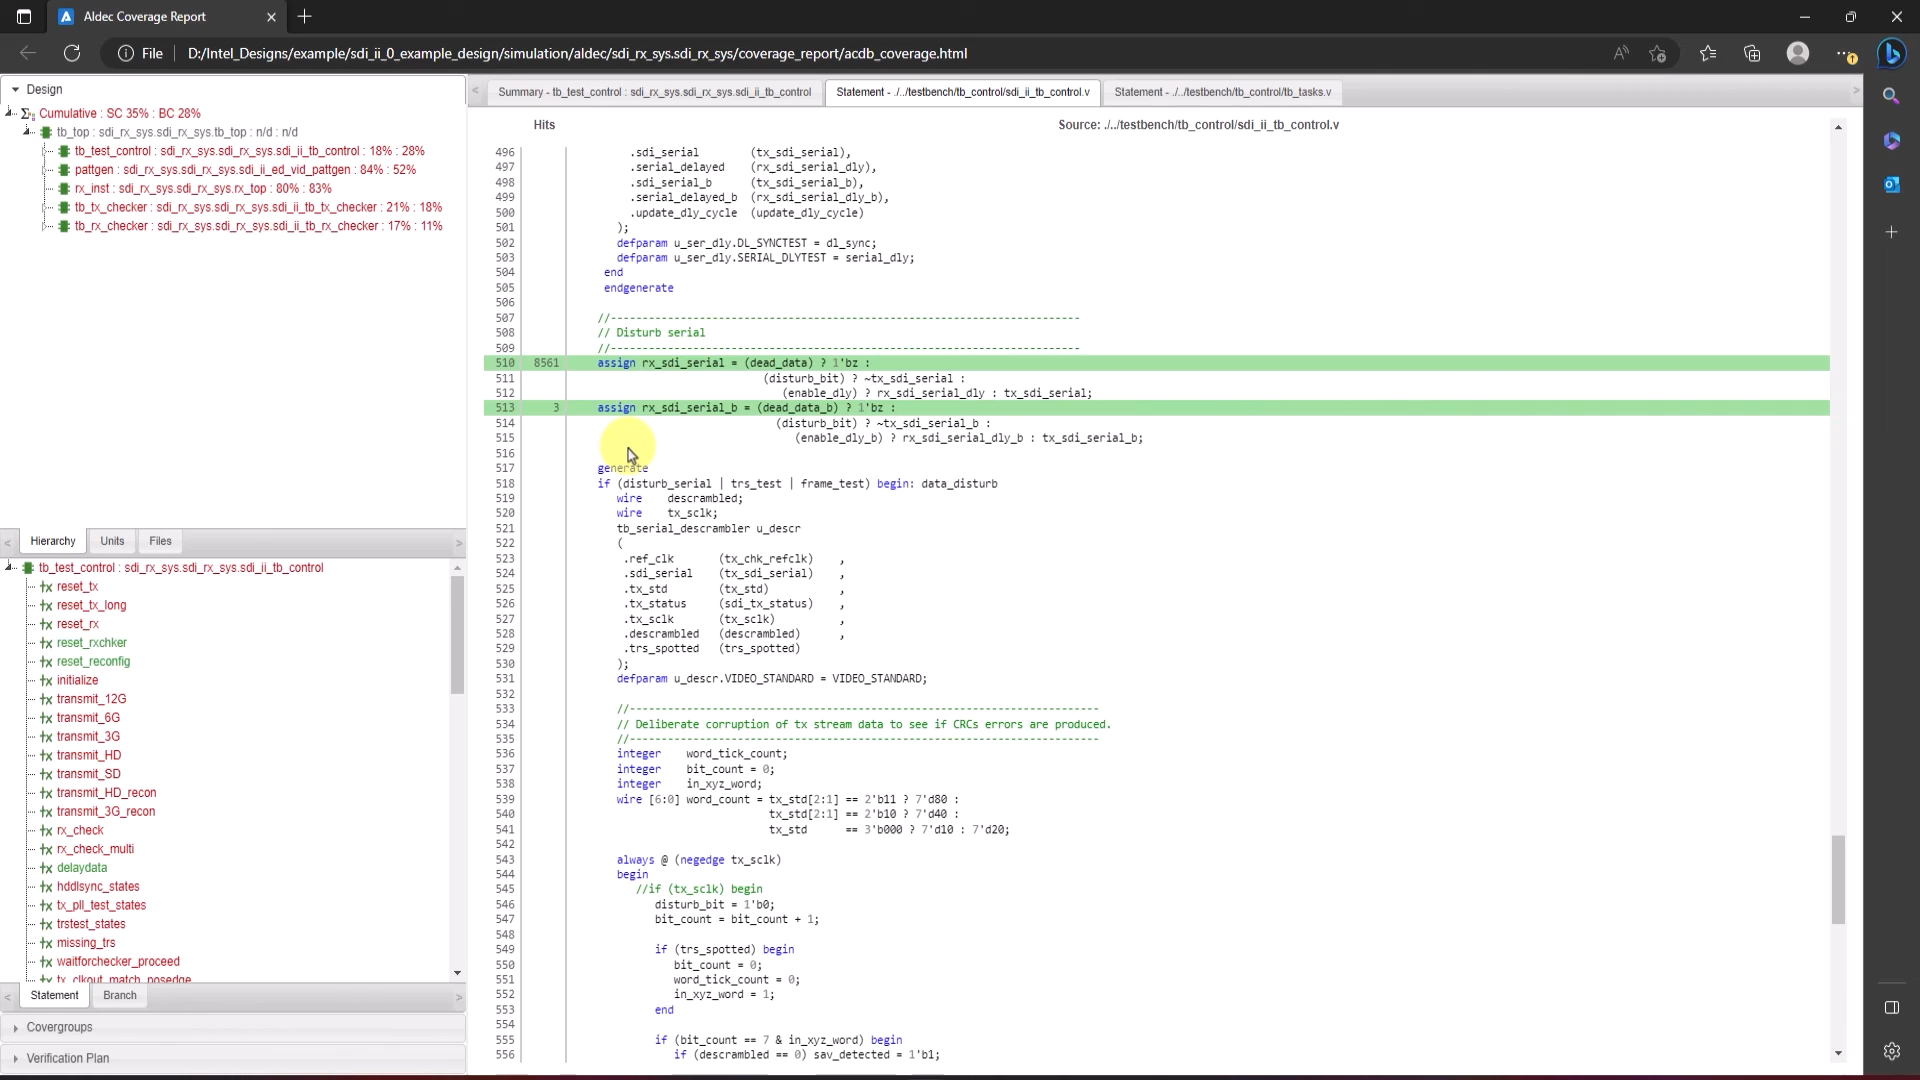 Aldec Coverage Report
File D:/Intel_Designs/example/sdi_ii_0_example_design/simulation/aldec/sdi_rx_sys.sdi_rx_sys/coverage_report/acdb_coverage.html
Design
Cumulative : SC 35% : BC 28%
tb_top : sdi_rx_sys.sdi_rx_sys.tb_top : n/d : n/d
tb_test_control : sdi_rx_sys.sdi_rx_sys.sdi_ii_tb_control : 18% : 28%
pattgen : sdi_rx_sys.sdi_rx_sys.sdi_ii_ed_vid_pattgen : 84% : 52%
rx_inst : sdi_rx_sys.sdi_rx_sys.rx_top : 80% : 83%
tb_tx_checker : sdi_rx_sys.sdi_rx_sys.sdi_ii_tb_tx_checker : 21% : 18%
tb_rx_checker : sdi_rx_sys.sdi_rx_sys.sdi_ii_tb_rx_checker : 17% : 11%
Hierarchy Units Files
tb_test_control : sdi_rx_sys.sdi_rx_sys.sdi_ii_tb_control
reset_tx
reset_tx_long
reset_rx
reset_rxchker
reset_reconfig
initialize
transmit_12G
transmit_6G
transmit_3G
transmit_HD
transmit_SD
transmit_HD_recon
transmit_3G_recon
rx_check
rx_check_multi
delaydata
hddlsync_states
tx_pll_test_states
trstest_states
missing_trs
waitforchecker_proceed
tx_clkout_match_posedge
Statement Branch
Covergroups
Verification Plan
Summary - tb_test_control : sdi_rx_sys.sdi_rx_sys.sdi_ii_tb_control Statement - ./../testbench/tb_control/sdi_ii_tb_control.v Statement - ./../testbench/tb_control/tb_tasks.v
Hits Source: ./../testbench/tb_control/sdi_ii_tb_control.v
496 .sdi_serial (tx_sdi_serial),
497 .serial_delayed (rx_sdi_serial_dly),
498 .sdi_serial_b (tx_sdi_serial_b),
499 .serial_delayed_b (rx_sdi_serial_dly_b),
500 .update_dly_cycle (update_dly_cycle)
501 );
502 defparam u_ser_dly.DL_SYNCTEST = dl_sync;
503 defparam u_ser_dly.SERIAL_DLYTEST = serial_dly;
504 end
505 endgenerate
506
507 //--------------------------------------------------------------------------
508 // Disturb serial
509 //--------------------------------------------------------------------------
510 8561 assign rx_sdi_serial = (dead_data) ? 1'bz :
511 (disturb_bit) ? ~tx_sdi_serial :
512 (enable_dly) ? rx_sdi_serial_dly : tx_sdi_serial;
513 3 assign rx_sdi_serial_b = (dead_data_b) ? 1'bz :
514 (disturb_bit) ? ~tx_sdi_serial_b :
515 (enable_dly_b) ? rx_sdi_serial_dly_b : tx_sdi_serial_b;
516
517 generate
518 if (disturb_serial | trs_test | frame_test) begin: data_disturb
519 wire descrambled;
520 wire tx_sclk;
521 tb_serial_descrambler u_descr
522 (
523 .ref_clk (tx_chk_refclk) ,
524 .sdi_serial (tx_sdi_serial) ,
525 .tx_std (tx_std) ,
526 .tx_status (sdi_tx_status) ,
527 .tx_sclk (tx_sclk) ,
528 .descrambled (descrambled) ,
529 .trs_spotted (trs_spotted)
530 );
531 defparam u_descr.VIDEO_STANDARD = VIDEO_STANDARD;
532
533 //--------------------------------------------------------------------------
534 // Deliberate corruption of tx stream data to see if CRCs errors are produced.
535 //--------------------------------------------------------------------------
536 integer word_tick_count;
537 integer bit_count = 0;
538 integer in_xyz_word;
539 wire [6:0] word_count = tx_std[2:1] == 2'b11 ? 7'd80 :
540 tx_std[2:1] == 2'b10 ? 7'd40 :
541 tx_std == 3'b000 ? 7'd10 : 7'd20;
542
543 always @ (negedge tx_sclk)
544 begin
545 //if (tx_sclk) begin
546 disturb_bit = 1'b0;
547 bit_count = bit_count + 1;
548
549 if (trs_spotted) begin
550 bit_count = 0;
551 word_tick_count = 0;
552 in_xyz_word = 1;
553 end
554
555 if (bit_count == 7 & in_xyz_word) begin
556 if (descrambled == 0) sav_detected = 1'b1;